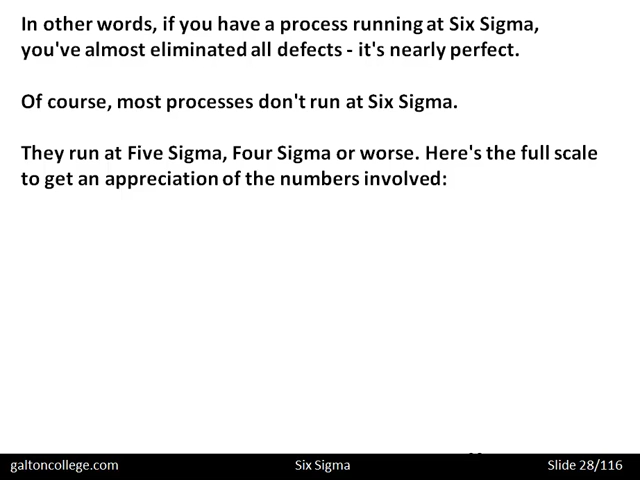 In other words, if you have a process running at Six Sigma,
you've almost eliminated all defects - it's nearly perfect.
Of course, most processes don't run at Six Sigma.
They run at Five Sigma, Four Sigma or worse. Here's the full scale
to get an appreciation of the numbers involved:
galtoncollege.com
Six Sigma
Slide 28/116